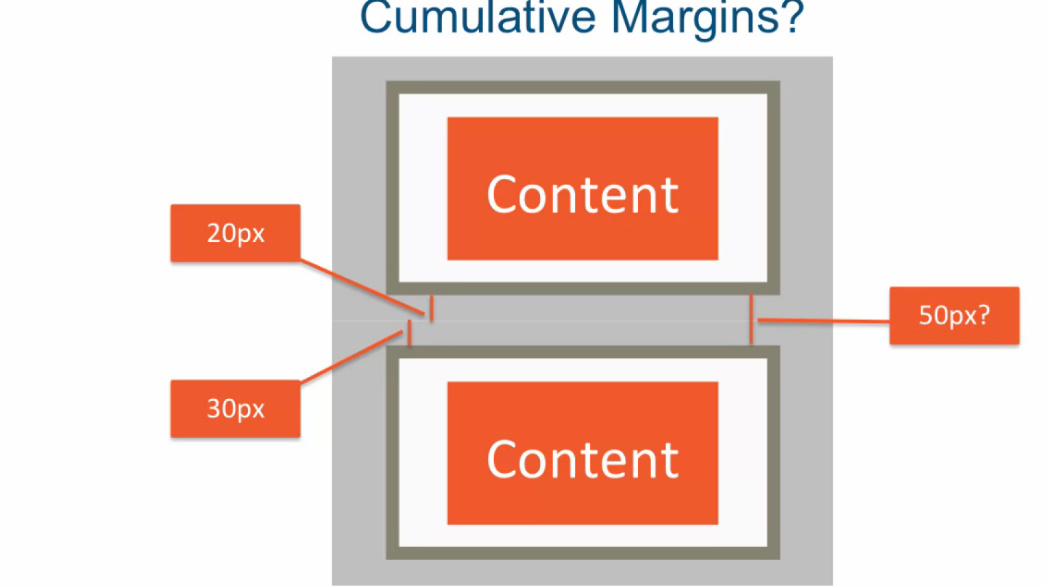 Cumulative Margins?
Content
20px
50px?
30px
Content